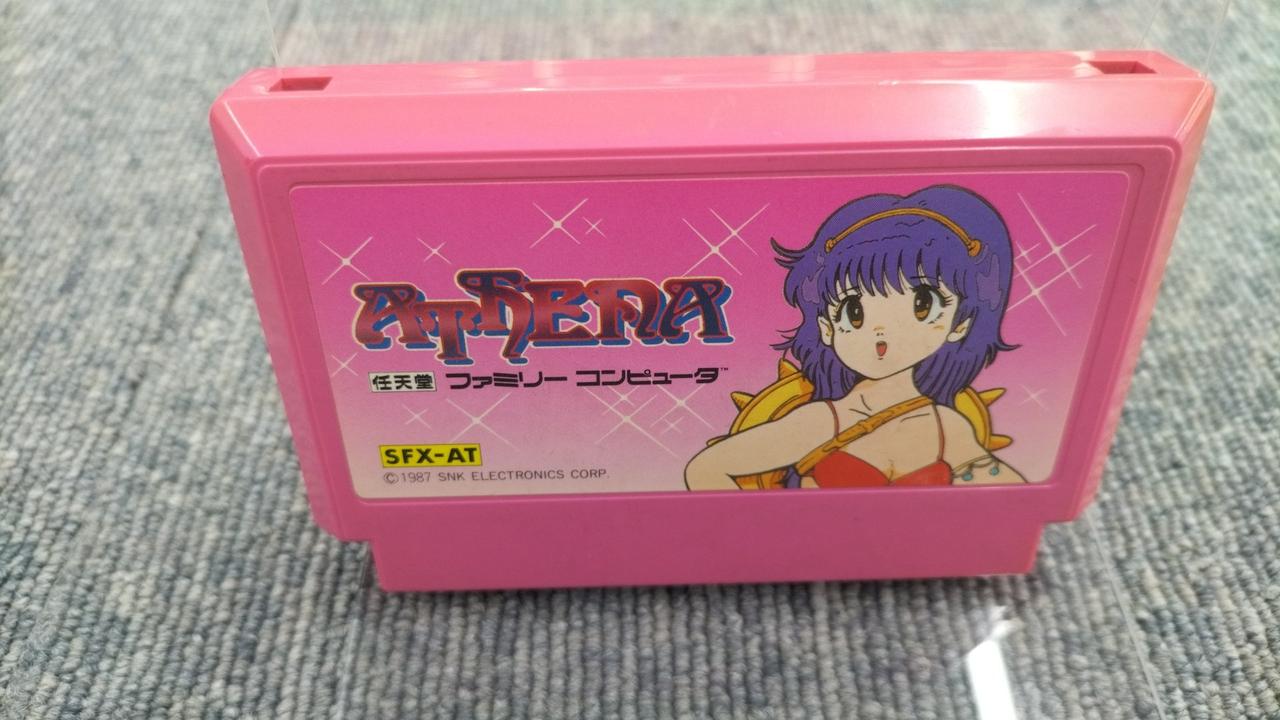 ATHENA
任天堂 ファミリー コンピュータ™
SFX-AT
©1987 SNK ELECTRONICS CORP.